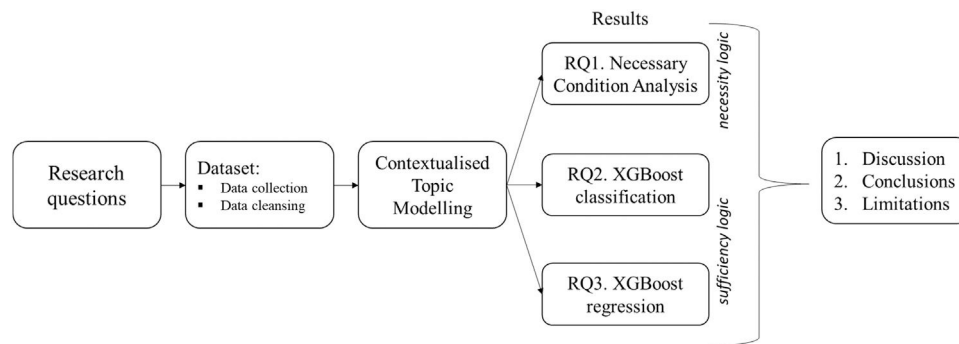 Research
questions
Dataset:
▪ Data collection
▪ Data cleansing
Contextualised
Topic
Modelling
Results
RQ1. Necessary
Condition Analysis
RQ2. XGBoost
classification
RQ3. XGBoost
regression
necessity logic
sufficiency logic
1. Discussion
2. Conclusions
3. Limitations